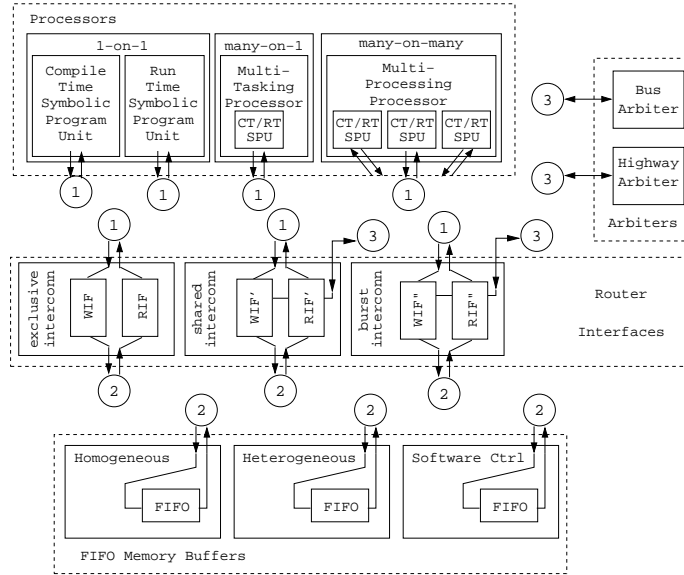 Processors
1-on-1
many-on-1
many-on-many
Compile
Time
Symbolic
Program
Unit
Run
Time
Symbolic
Program
Unit
Multi-
Tasking
Processor
CT/RT
SPU
Multi-
Processing
Processor
CT/RT
SPU
CT/RT
SPU
CT/RT
SPU
1
1
1
1
3
Bus
Arbiter
3
Highway
Arbiter
Arbiters
1
1
3
1
3
exclusive
interconn
WIF
RIF
shared
interconn
WIF'
RIF'
burst
interconn
WIF"
RIF"
Router
Interfaces
2
2
2
2
2
2
Homogeneous
FIFO
Heterogeneous
FIFO
Software Ctrl
FIFO
FIFO Memory Buffers